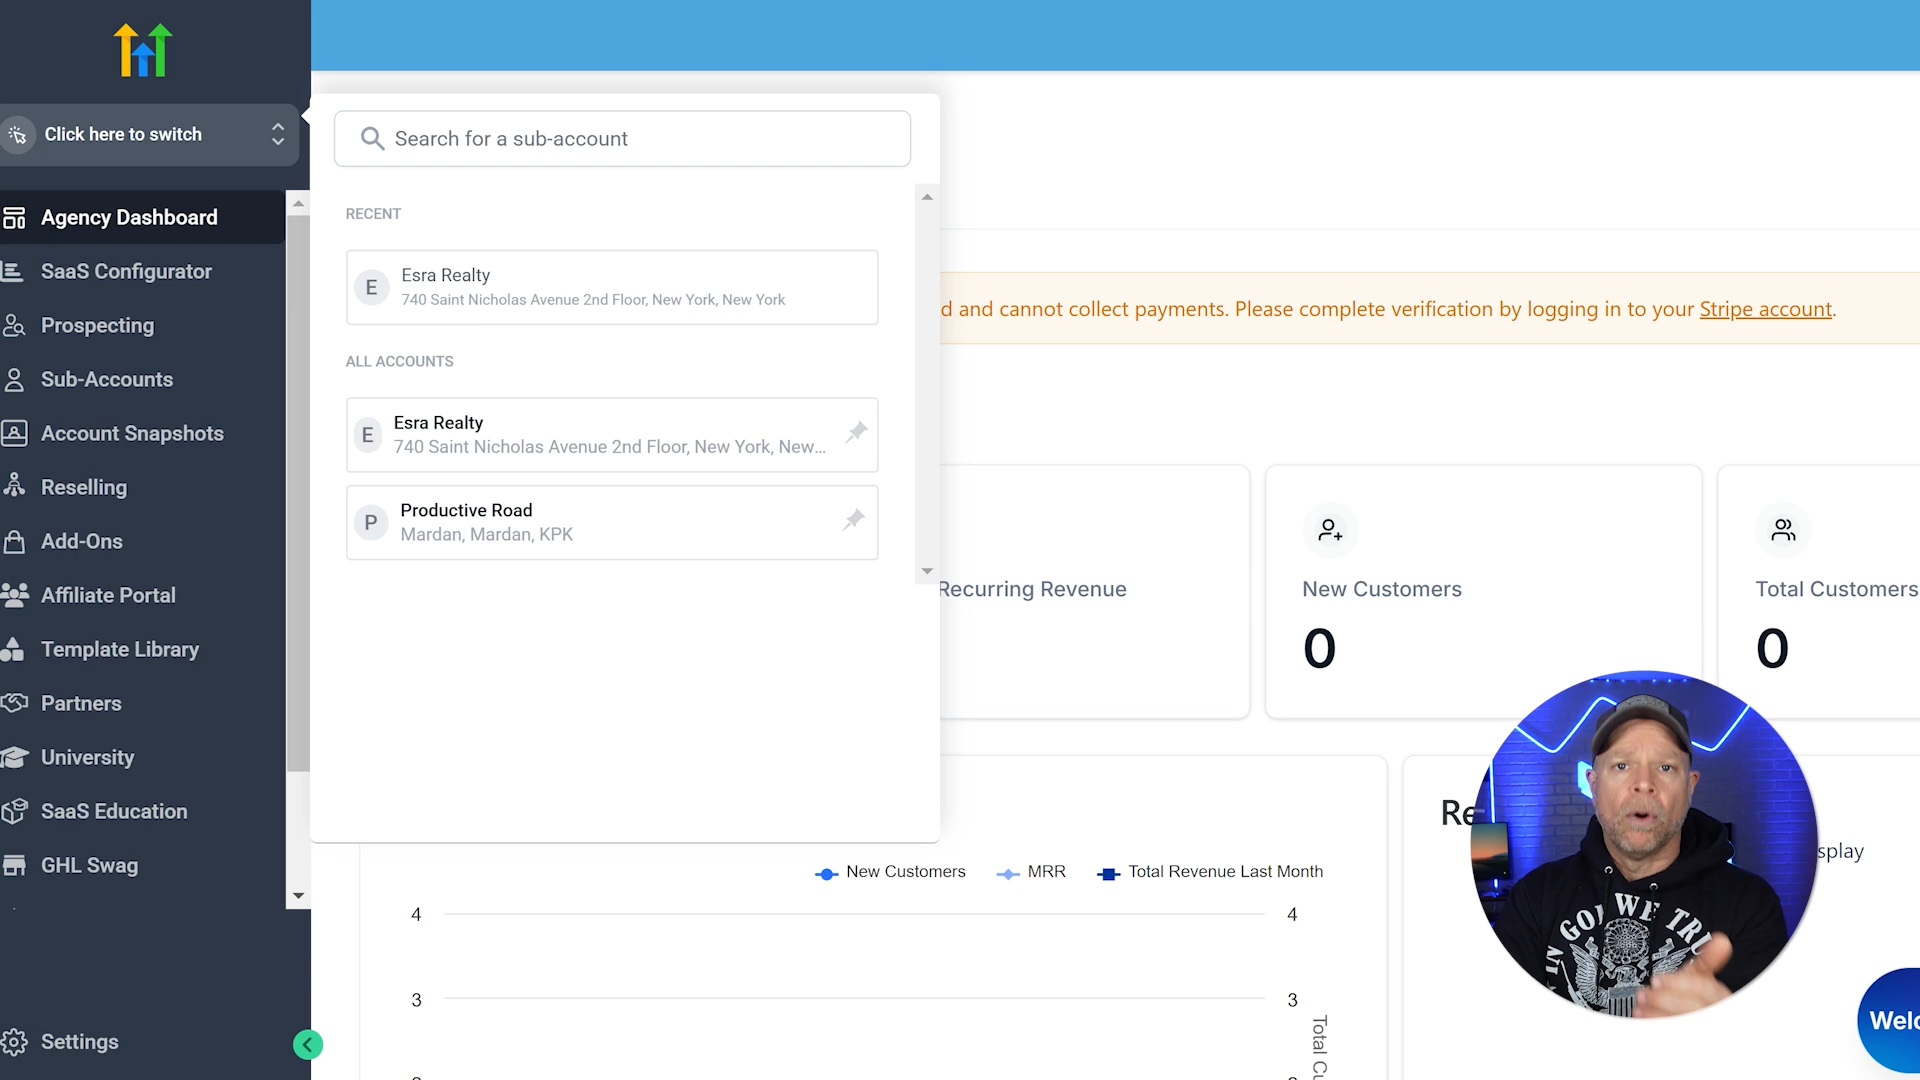 Click here to switch
Agency Dashboard
SaaS Configurator
Prospecting
Sub-Accounts
Account Snapshots
Reselling
Add-Ons
Affiliate Portal
Template Library
Partners
University
SaaS Education
GHL Swag
Settings
Search for a sub-account
RECENT
E
Esra Realty
740 Saint Nicholas Avenue 2nd Floor, New York, New York
ALL ACCOUNTS
E
Esra Realty
740 Saint Nicholas Avenue 2nd Floor, New York, New...
P
Productive Road
Mardan, Mardan, KPK
d and cannot collect payments. Please complete verification by logging in to your Stripe account.
Recurring Revenue
New Customers
0
Total Customers
0
New Customers
MRR
Total Revenue Last Month
4
4
3
3
Total Cu
Re
splay
IN GOD WE TRU
Welc